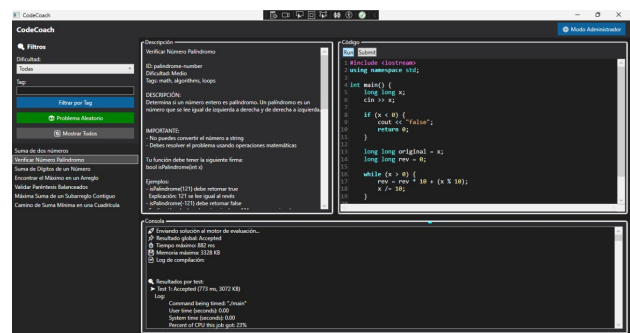 CodeCoach
CodeCoach
Modo Administrador
Filtros
Dificultad:
Todas
Tag:
Filtrar por Tag
Problema Aleatorio
Mostrar Todos
Suma de dos números
Verificar Número Palíndromo
Suma de Dígitos de un Número
Encontrar el Máximo en un Arreglo
Validar Paréntesis Balanceados
Máxima Suma de un Subarreglo Contiguo
Camino de Suma Mínima en una Cuadrícula
Descripción
Verificar Número Palíndromo
ID: palindrome-number
Dificultad: Medio
Tags: math, algorithms, loops
DESCRIPCIÓN:
Determina si un número entero es palíndromo. Un palíndromo es un
número que se lee igual de izquierda a derecha y de derecha a izquierda.
IMPORTANTE:
- No puedes convertir el número a string
- Debes resolver el problema usando operaciones matemáticas
Tu función debe tener la siguiente firma:
bool isPalindrome(int x)
Ejemplos:
- isPalindrome(121) debe retornar true
Explicación: 121 se lee igual al revés
- isPalindrome(-121) debe retornar false
Código
Run Submit
1 #include <iostream>
2 using namespace std;
3
4 int main() {
5 long long x;
6 cin >> x;
7
8 if (x < 0) {
9 cout << "false";
10 return 0;
11 }
12
13 long long original = x;
14 long long rev = 0;
15
16 while (x > 0) {
17 rev = rev * 10 + (x % 10);
18 x /= 10;
19 }
Consola
Enviando solución al motor de evaluación...
Resultado global: Accepted
Tiempo máximo: 882 ms
Memoria máxima: 3328 KB
Log de compilación:
Resultados por test:
Test 1: Accepted (773 ms, 3072 KB)
Log:
Command being timed: "./main"
User time (seconds): 0.00
System time (seconds): 0.00
Percent of CPU this job got: 23%